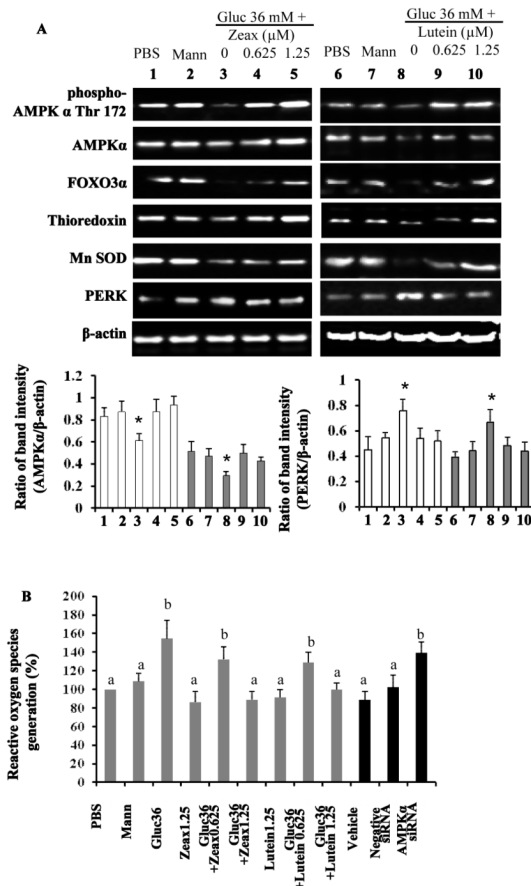 A
Gluc 36 mM + Gluc 36 mM +
Zeax (µM) Lutein (µM)
PBS Mann 0 0.625 1.25 PBS Mann 0 0.625 1.25
1 2 3 4 5 6 7 8 9 10
phospho-
AMPK α Thr 172
AMPKα
FOXO3α
Thioredoxin
Mn SOD
PERK
β-actin
Ratio of band intensity
(AMPKα/β-actin)
1.2
1
0.8
0.6
0.4
0.2
0
* *
1 2 3 4 5 6 7 8 9 10
Ratio of band intensity
(PERK/β-actin)
1
0.8
0.6
0.4
0.2
0
* *
1 2 3 4 5 6 7 8 9 10
B
Reactive oxygen species
generation (%)
200
180
160
140
120
100
80
60
40
20
0
a a b a b a a b a a a b
PBS
Mann
Gluc36
Zeax1.25
Gluc36
+Zeax0.625
Gluc36
+Zeax1.25
Lutein1.25
Gluc36
+Lutein 0.625
Gluc36
+Lutein 1.25
Vehicle
Negative
siRNA
AMPKα
siRNA